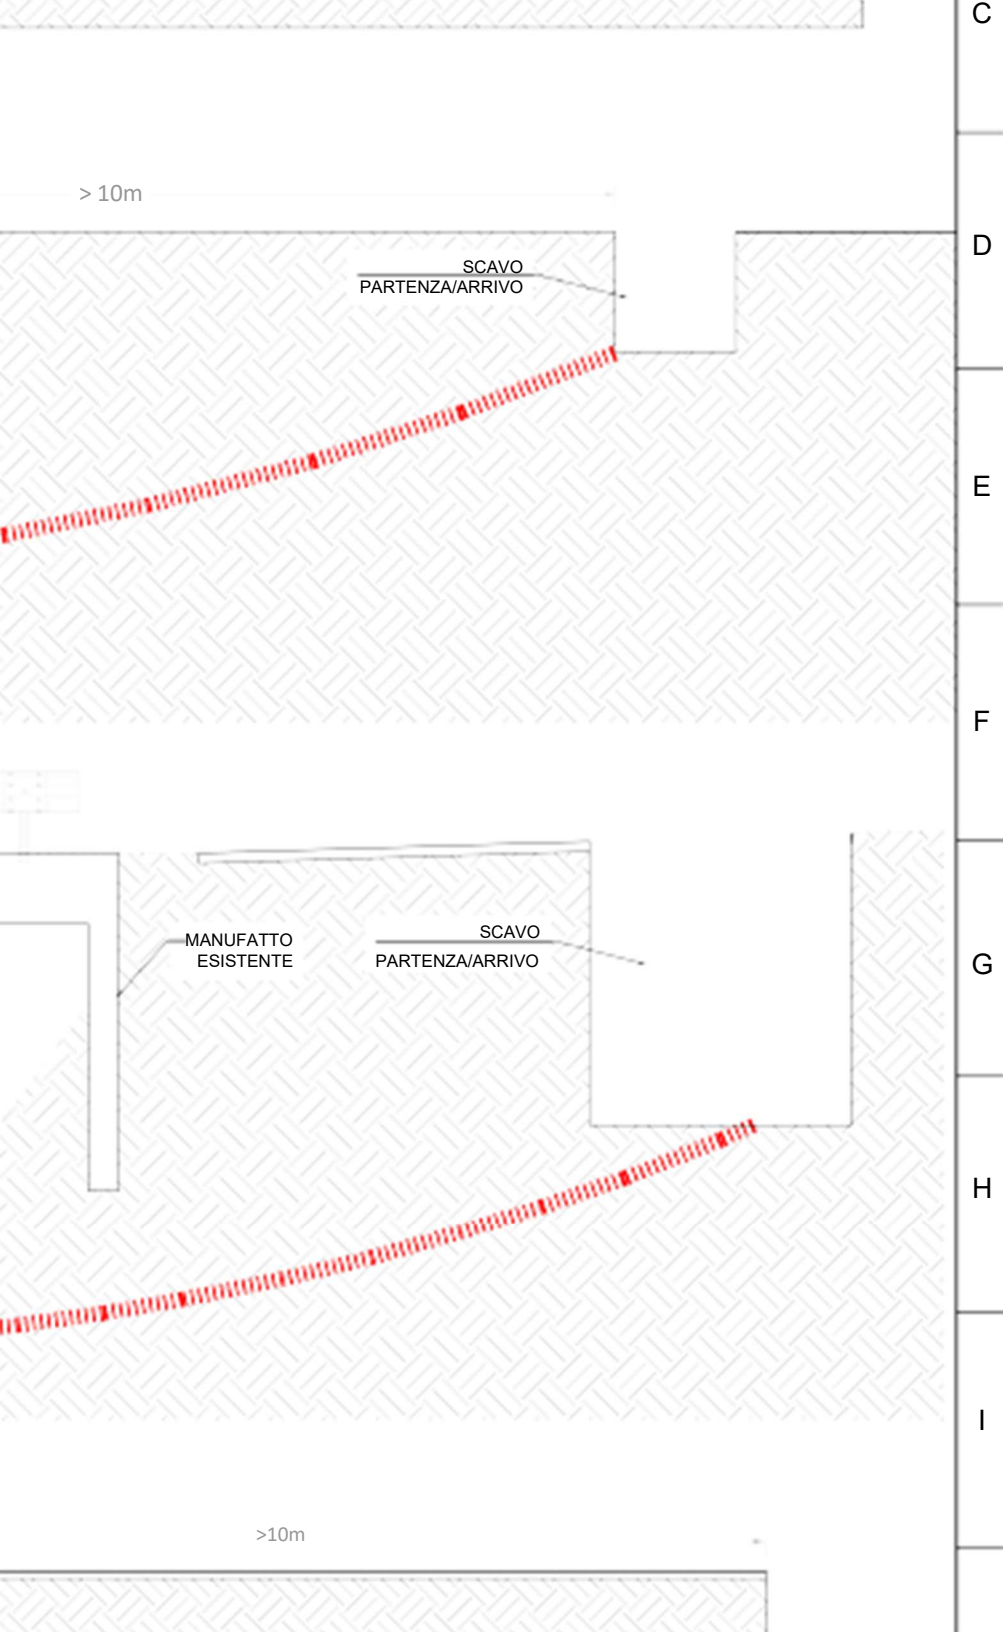 C
> 10m
D
SCAVO
PARTENZA/ARRIVO
E
F
MANUFATTO
ESISTENTE
SCAVO
PARTENZA/ARRIVO
G
H
I
>10m